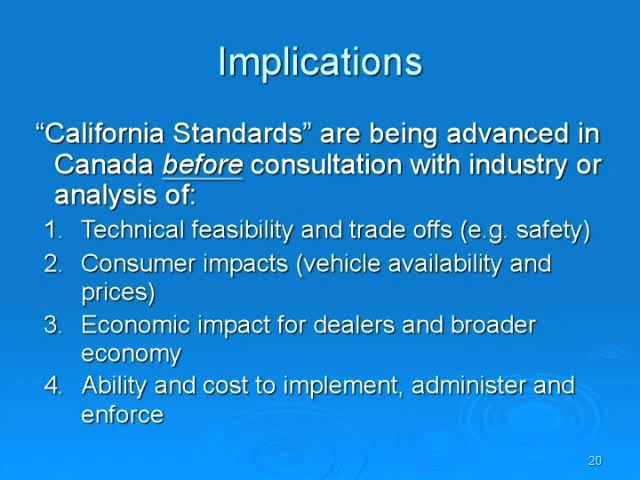 Implications
“California Standards” are being advanced in
Canada before consultation with industry or
analysis of:
1. Technical feasibility and trade offs (e.g. safety)
2. Consumer impacts (vehicle availability and
prices)
3. Economic impact for dealers and broader
economy
4. Ability and cost to implement, administer and
enforce
20